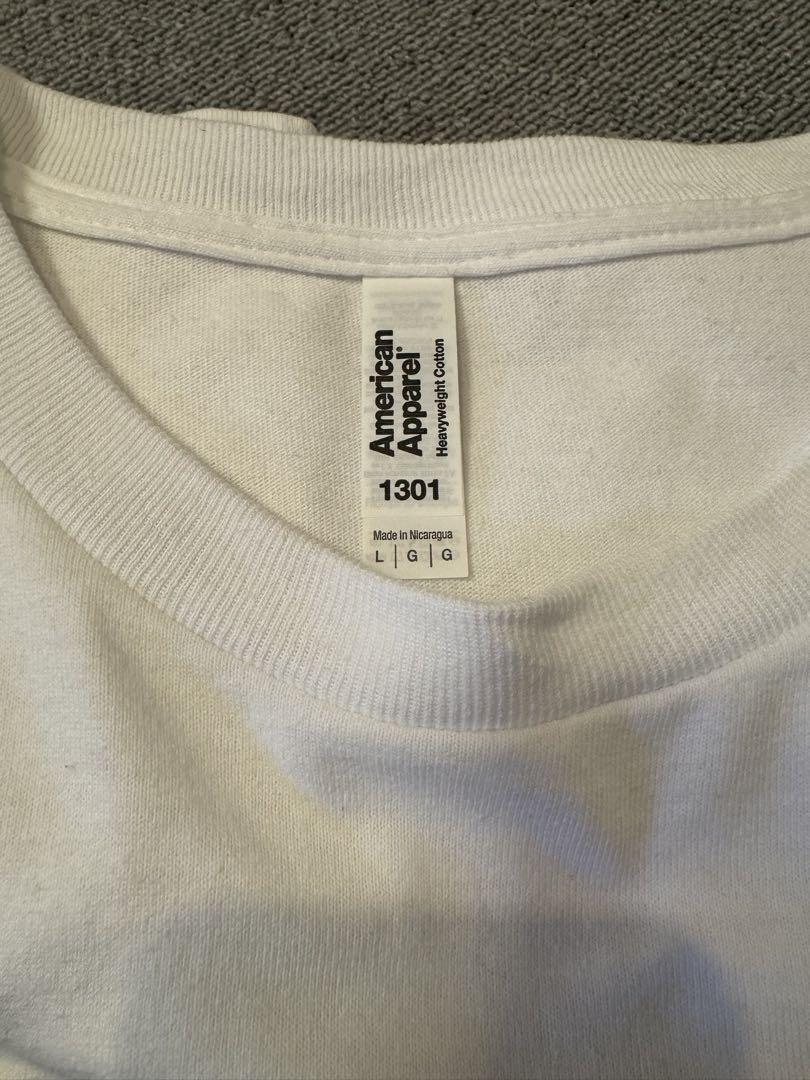 American
Apparel®
Heavyweight Cotton
1301
Made in Nicaragua
L | G | G